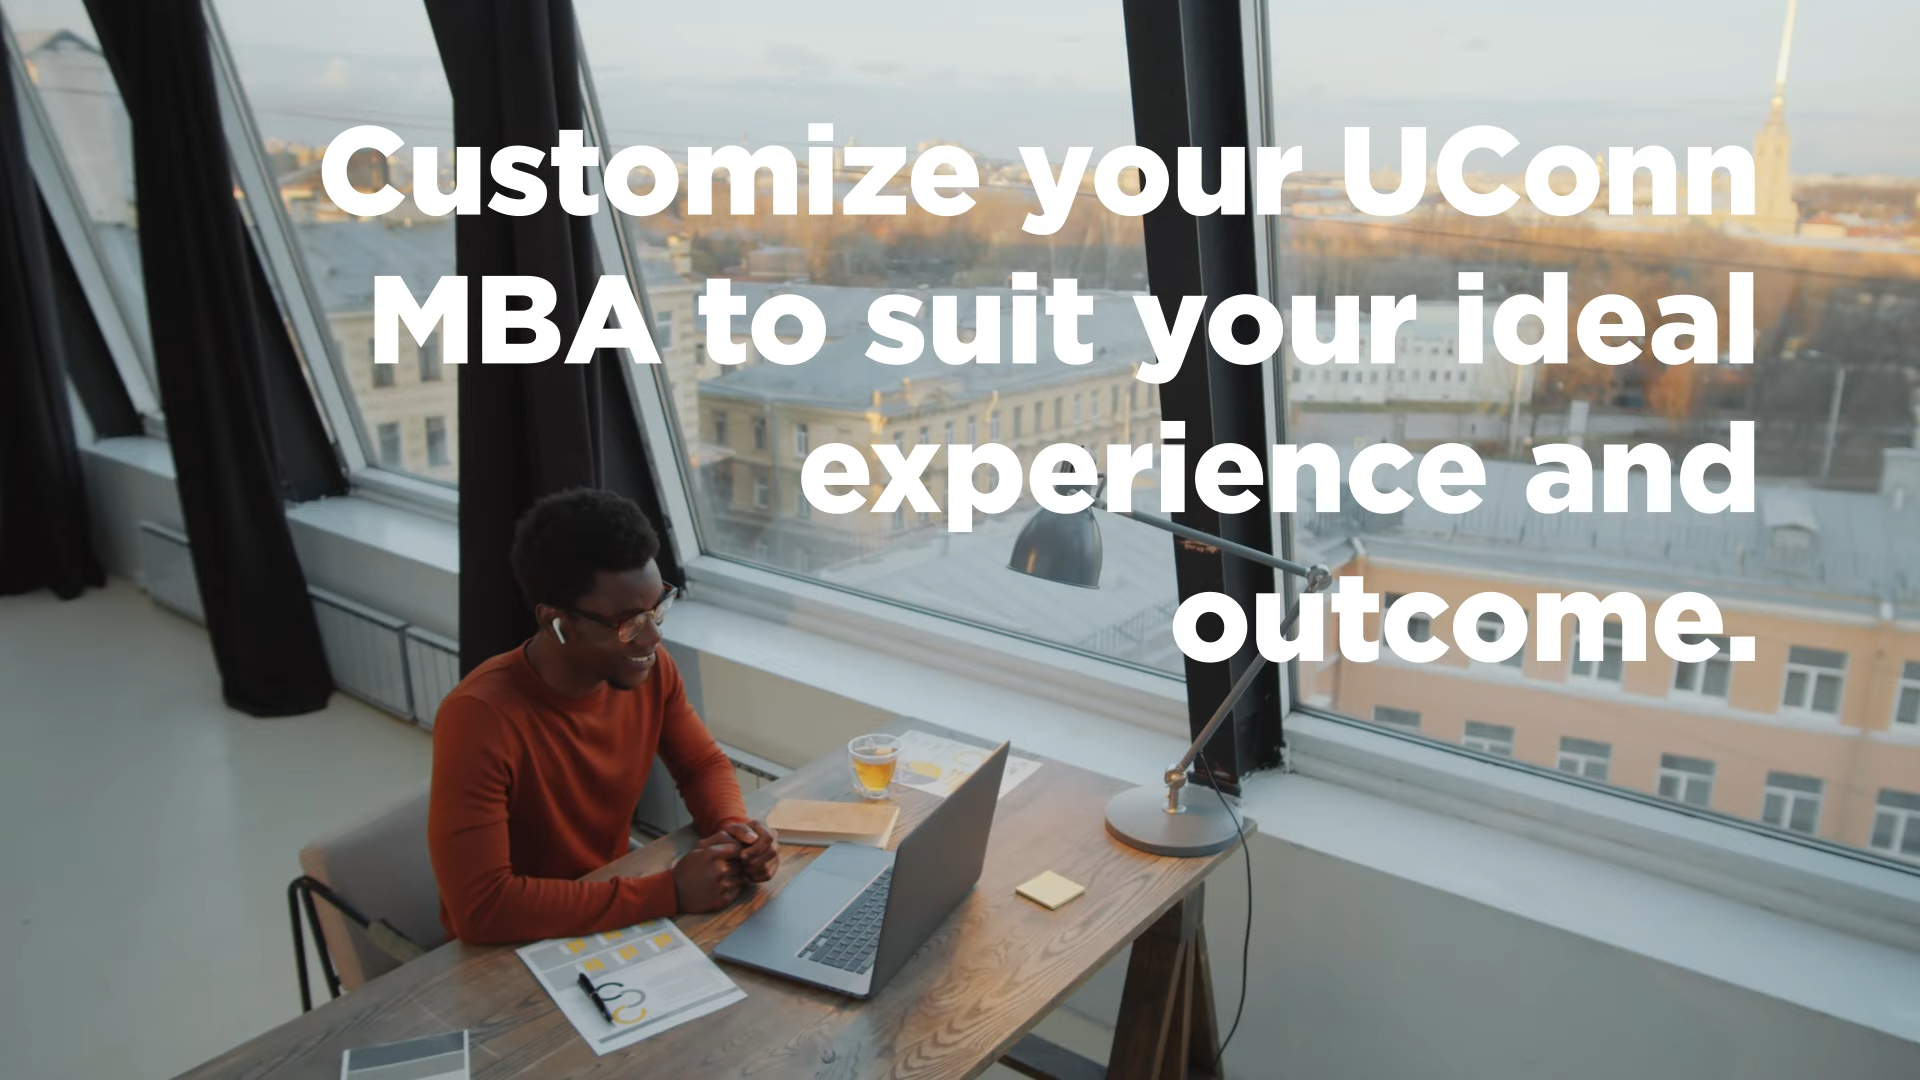 Customize your UConn
MBA to suit your ideal
experience and
outcome.